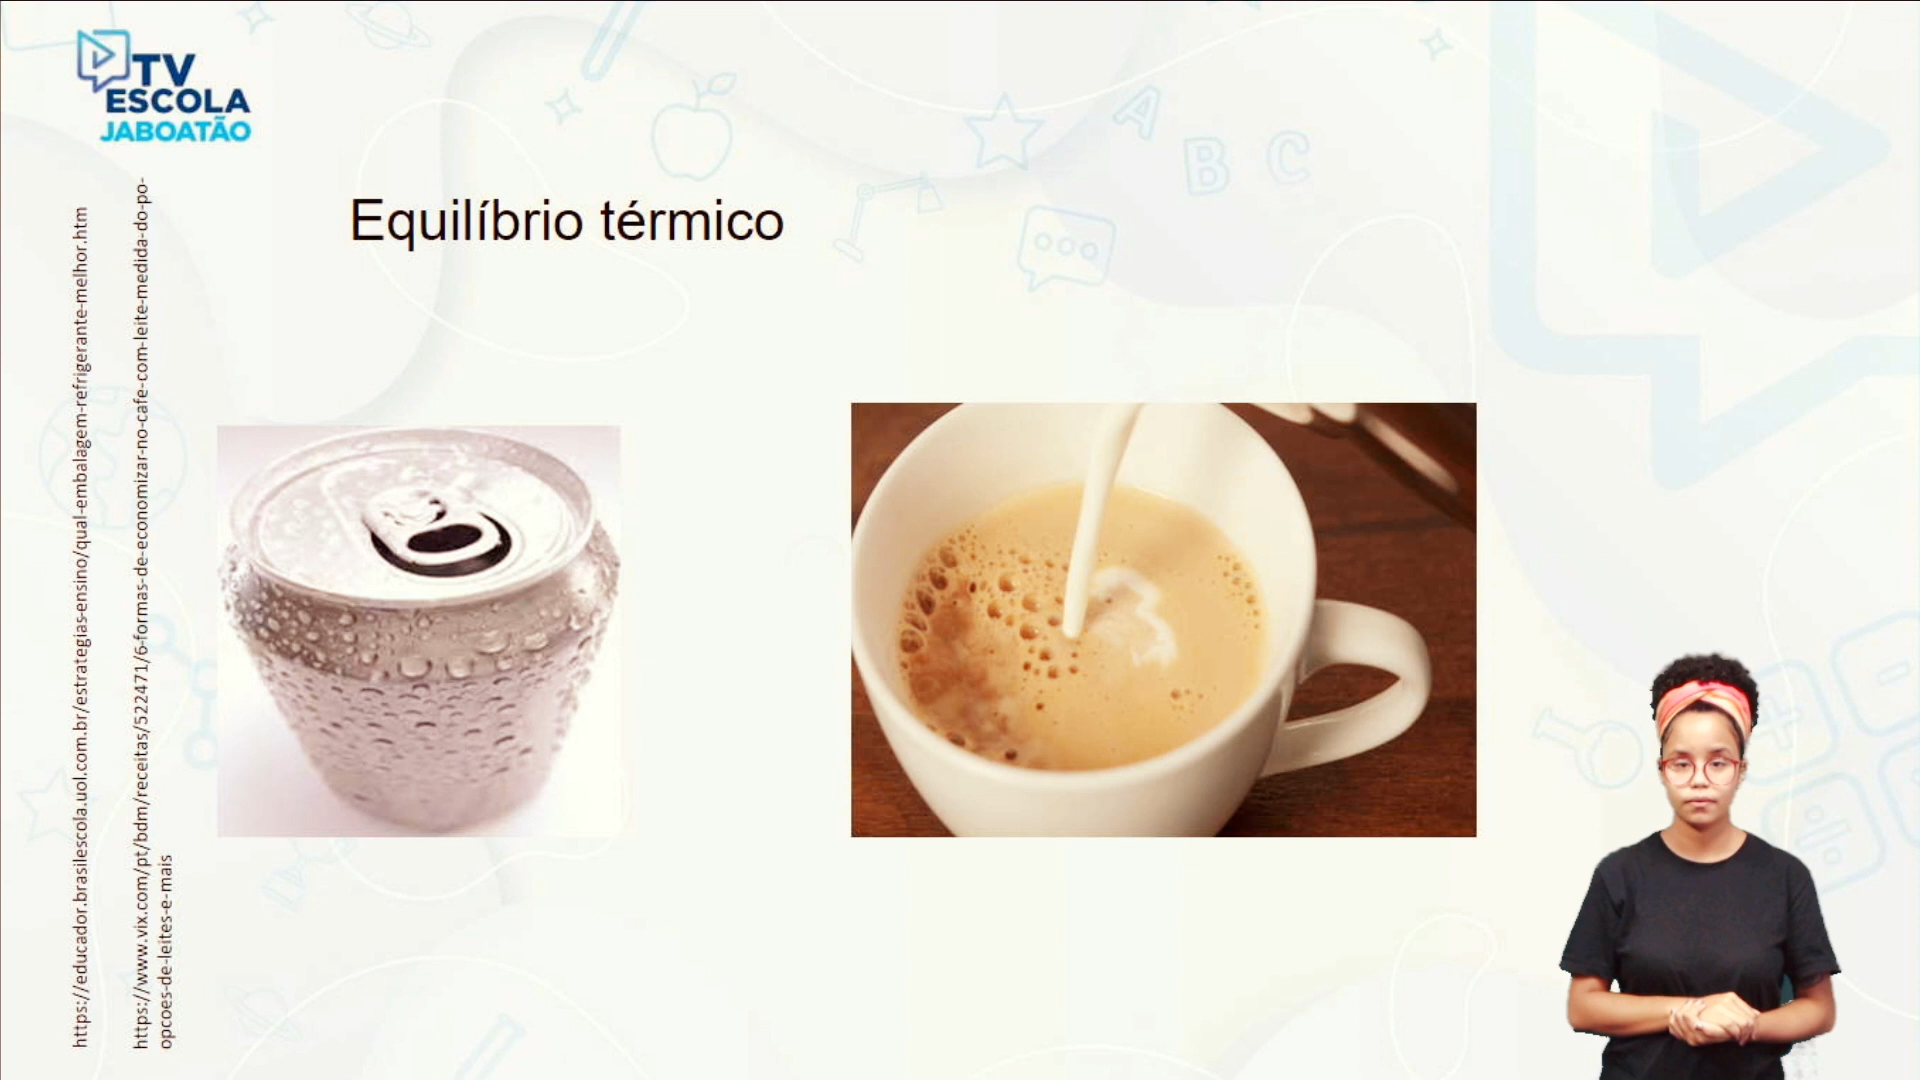 TV
ESCOLA
JABOATÃO
Equilíbrio térmico
A B C
https://educador.brasilescola.uol.com.br/estrategias-ensino/qual-embalagem-refrigerante-melhor.htm
https://www.vix.com/pt/bdm/receitas/522471/6-formas-de-economizar-no-cafe-com-leite-medida-do-po-
opcoes-de-leites-e-mais